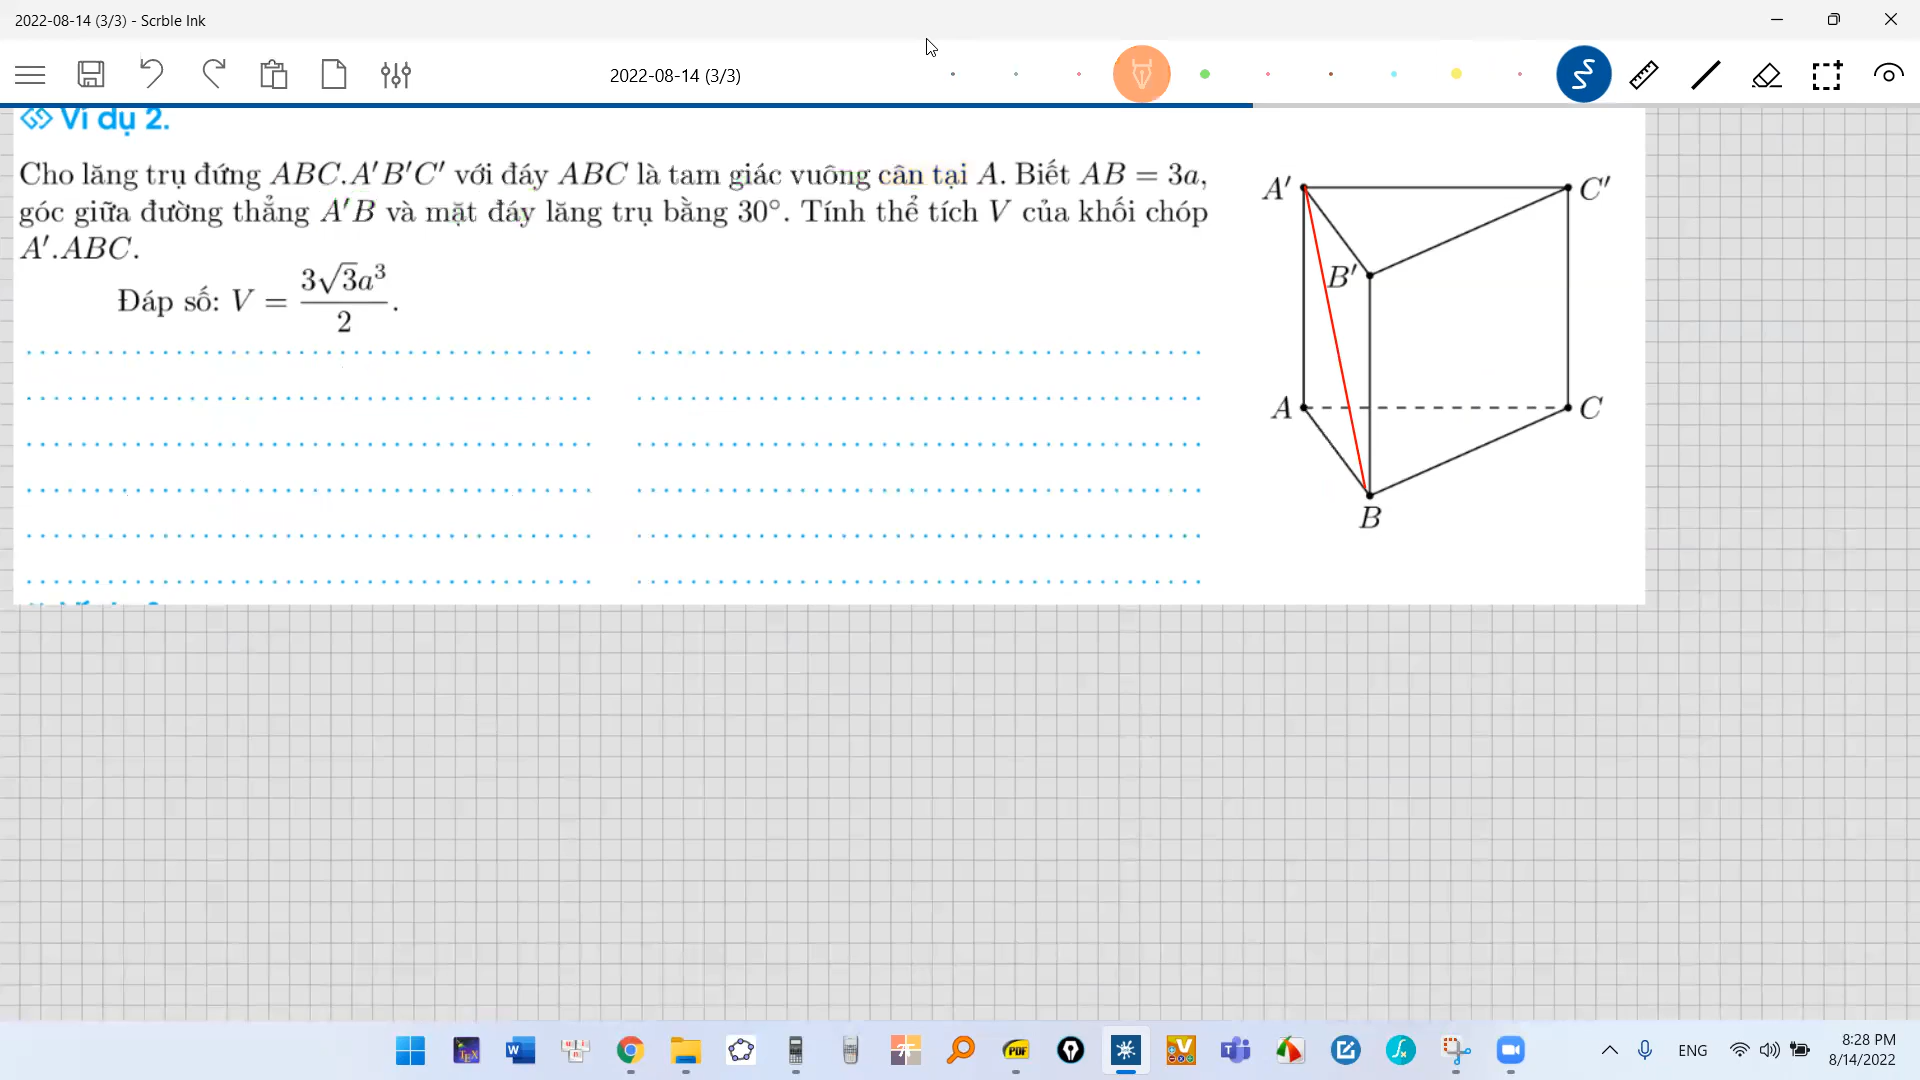 2022-08-14 (3/3) - Scrble Ink
2022-08-14 (3/3)
Ví dụ 2.
Cho lăng trụ đứng ABC.A′B′C′ với đáy ABC là tam giác vuông cân tại A. Biết AB = 3a,
góc giữa đường thẳng A′B và mặt đáy lăng trụ bằng 30°. Tính thể tích V của khối chóp
A′.ABC.
Đáp số: V = 3√3a³/2.
A′
C′
B′
A
C
B
ENG
8:28 PM
8/14/2022